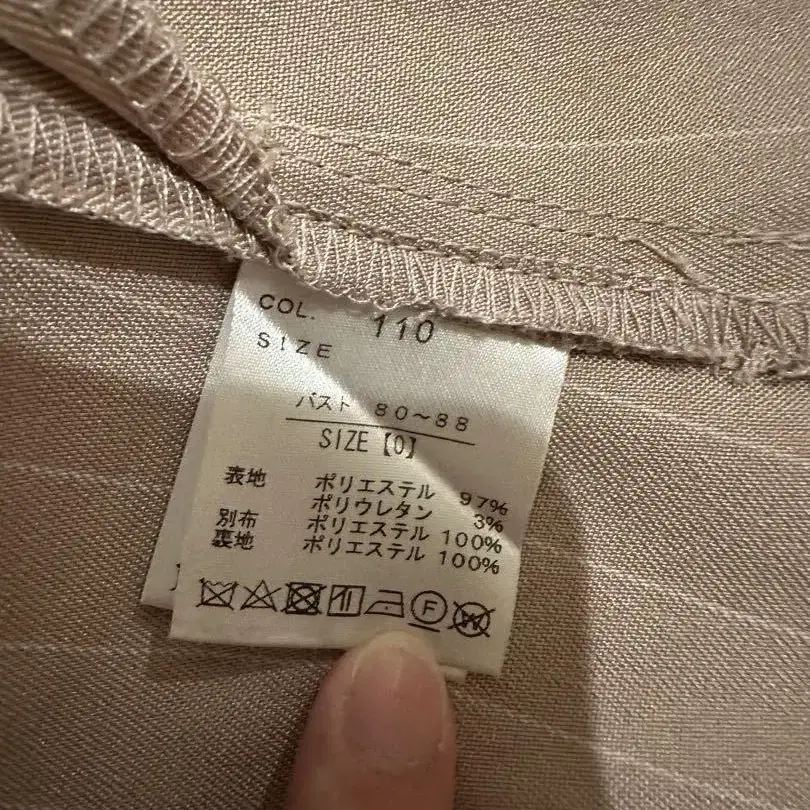 COL. 110
SIZE
バスト 80～88
SIZE【0】
表地 ポリエステル 97%
ポリウレタン 3%
別布 ポリエステル 100%
裏地 ポリエステル 100%
F W